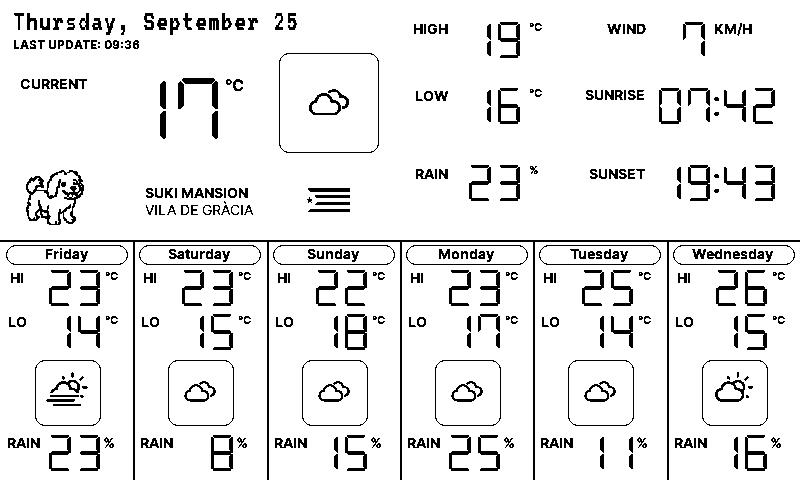 Thursday, September 25
LAST UPDATE: 09:36
CURRENT 17 °C
HIGH 19 °C
LOW 16 °C
RAIN 23 %
WIND 7 KM/H
SUNRISE 07:42
SUNSET 19:43
SUKI MANSION
VILA DE GRÀCIA
Friday
HI 23 °C
LO 14 °C
RAIN 23 %
Saturday
HI 23 °C
LO 15 °C
RAIN 8 %
Sunday
HI 22 °C
LO 18 °C
RAIN 15 %
Monday
HI 23 °C
LO 17 °C
RAIN 25 %
Tuesday
HI 25 °C
LO 14 °C
RAIN 11 %
Wednesday
HI 26 °C
LO 15 °C
RAIN 16 %